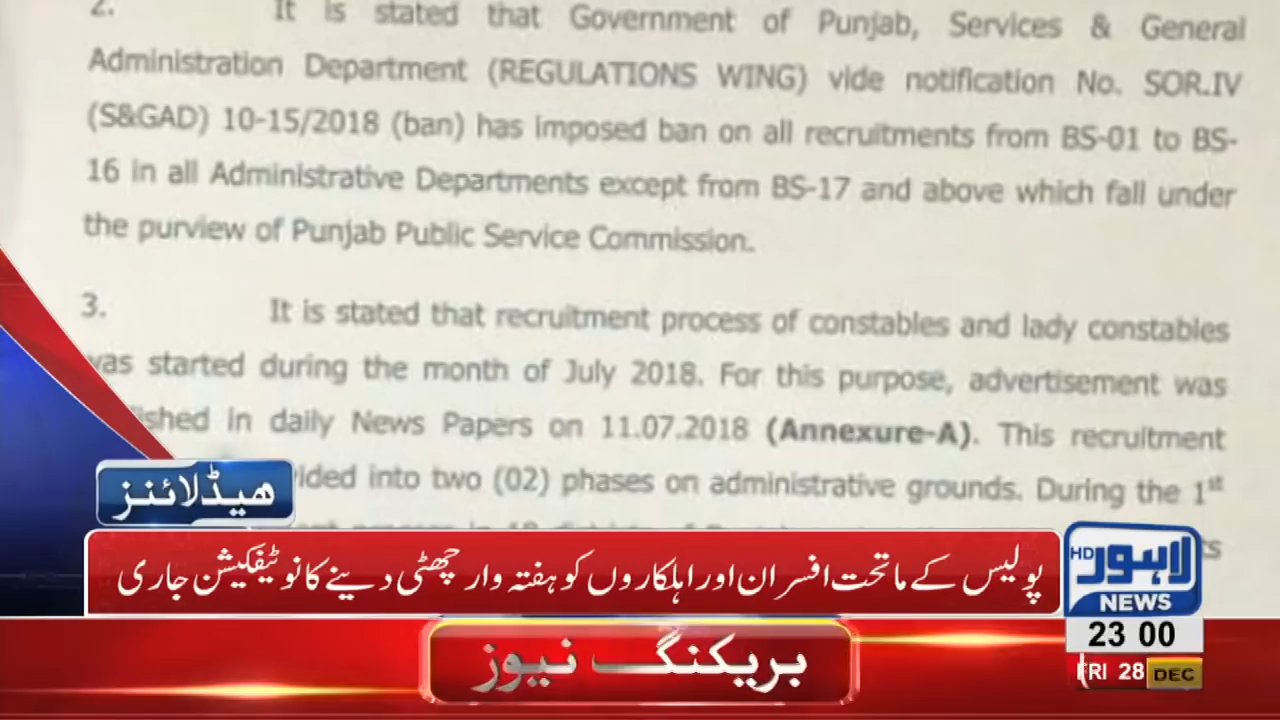 2. It is stated that Government of Punjab, Services & General
Administration Department (REGULATIONS WING) vide notification No. SOR.IV
(S&GAD) 10-15/2018 (ban) has imposed ban on all recruitments from BS-01 to BS-
16 in all Administrative Departments except from BS-17 and above which fall under
the purview of Punjab Public Service Commission.
3. It is stated that recruitment process of constables and lady constables
was started during the month of July 2018. For this purpose, advertisement was
ished in daily News Papers on 11.07.2018 (Annexure-A). This recruitment
vided into two (02) phases on administrative grounds. During the 1st
ھیڈلائنز
پولیس کے ماتحت افسران اور اہلکاروں کو ہفتہ وار چھٹی دینے کا نوٹیفکیشن جاری
HD لاہور
NEWS
23 00
FRI 28 DEC
بریکنگ نیوز